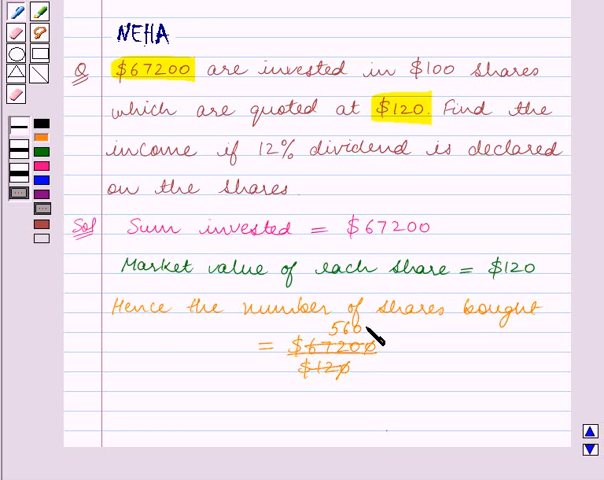 NEHA
Q $67200 are invested in $100 shares
which are quoted at $120. Find the
income if 12% dividend is declared
on the shares.
Sol Sum invested = $67200
Market value of each share = $120
Hence the number of shares bought
560
= $67200
$120